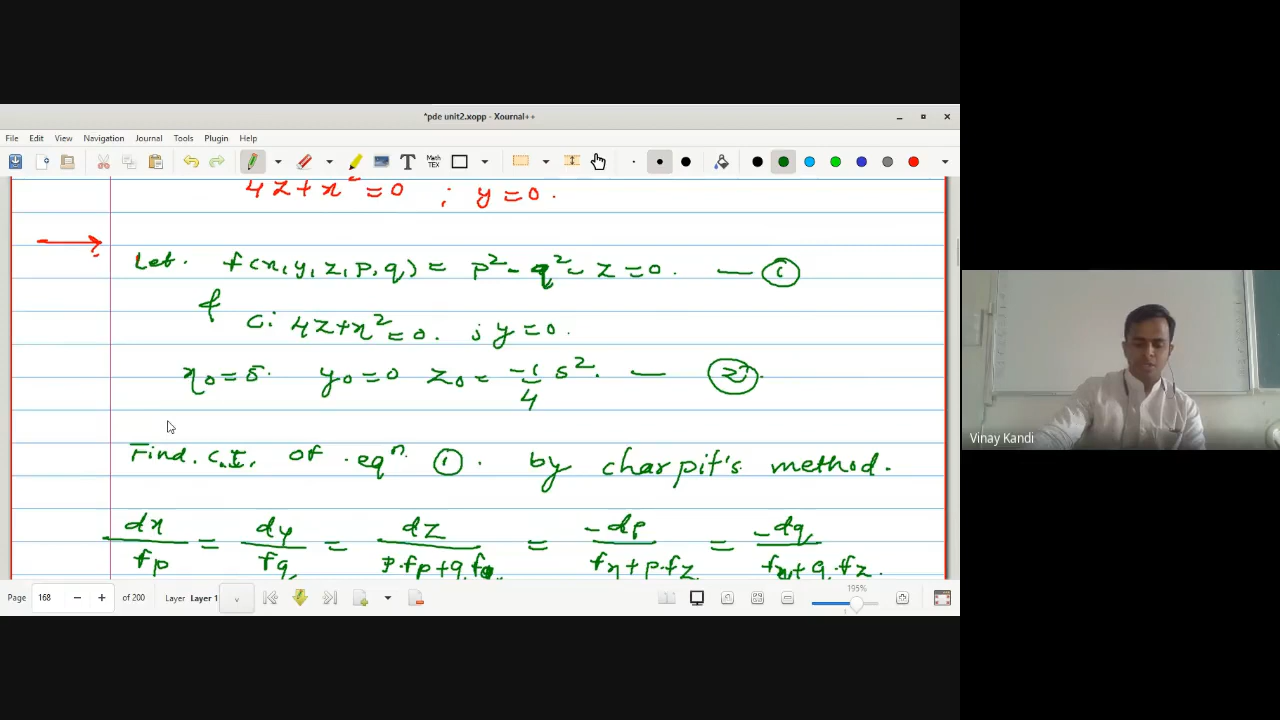 *pde unit2.xopp - Xournal++
File Edit View Navigation Journal Tools Plugin Help
4z + x² = 0 ; y = 0.
Let. f(x, y, z, p, q) = p² - q² - z = 0. — ①
& C: 4z + x² = 0. ; y = 0.
x₀ = s. y₀ = 0 z₀ = -1/4 s². — ②
Find. C.I. of eqⁿ. ①. by charpit's method.
dx/fp = dy/fq = dz/(p.fp + q.fq) = -dp/(fx + p.fz) = -dq/(fy + q.fz).
Page 168 of 200 Layer Layer 1 195%
Vinay Kandi